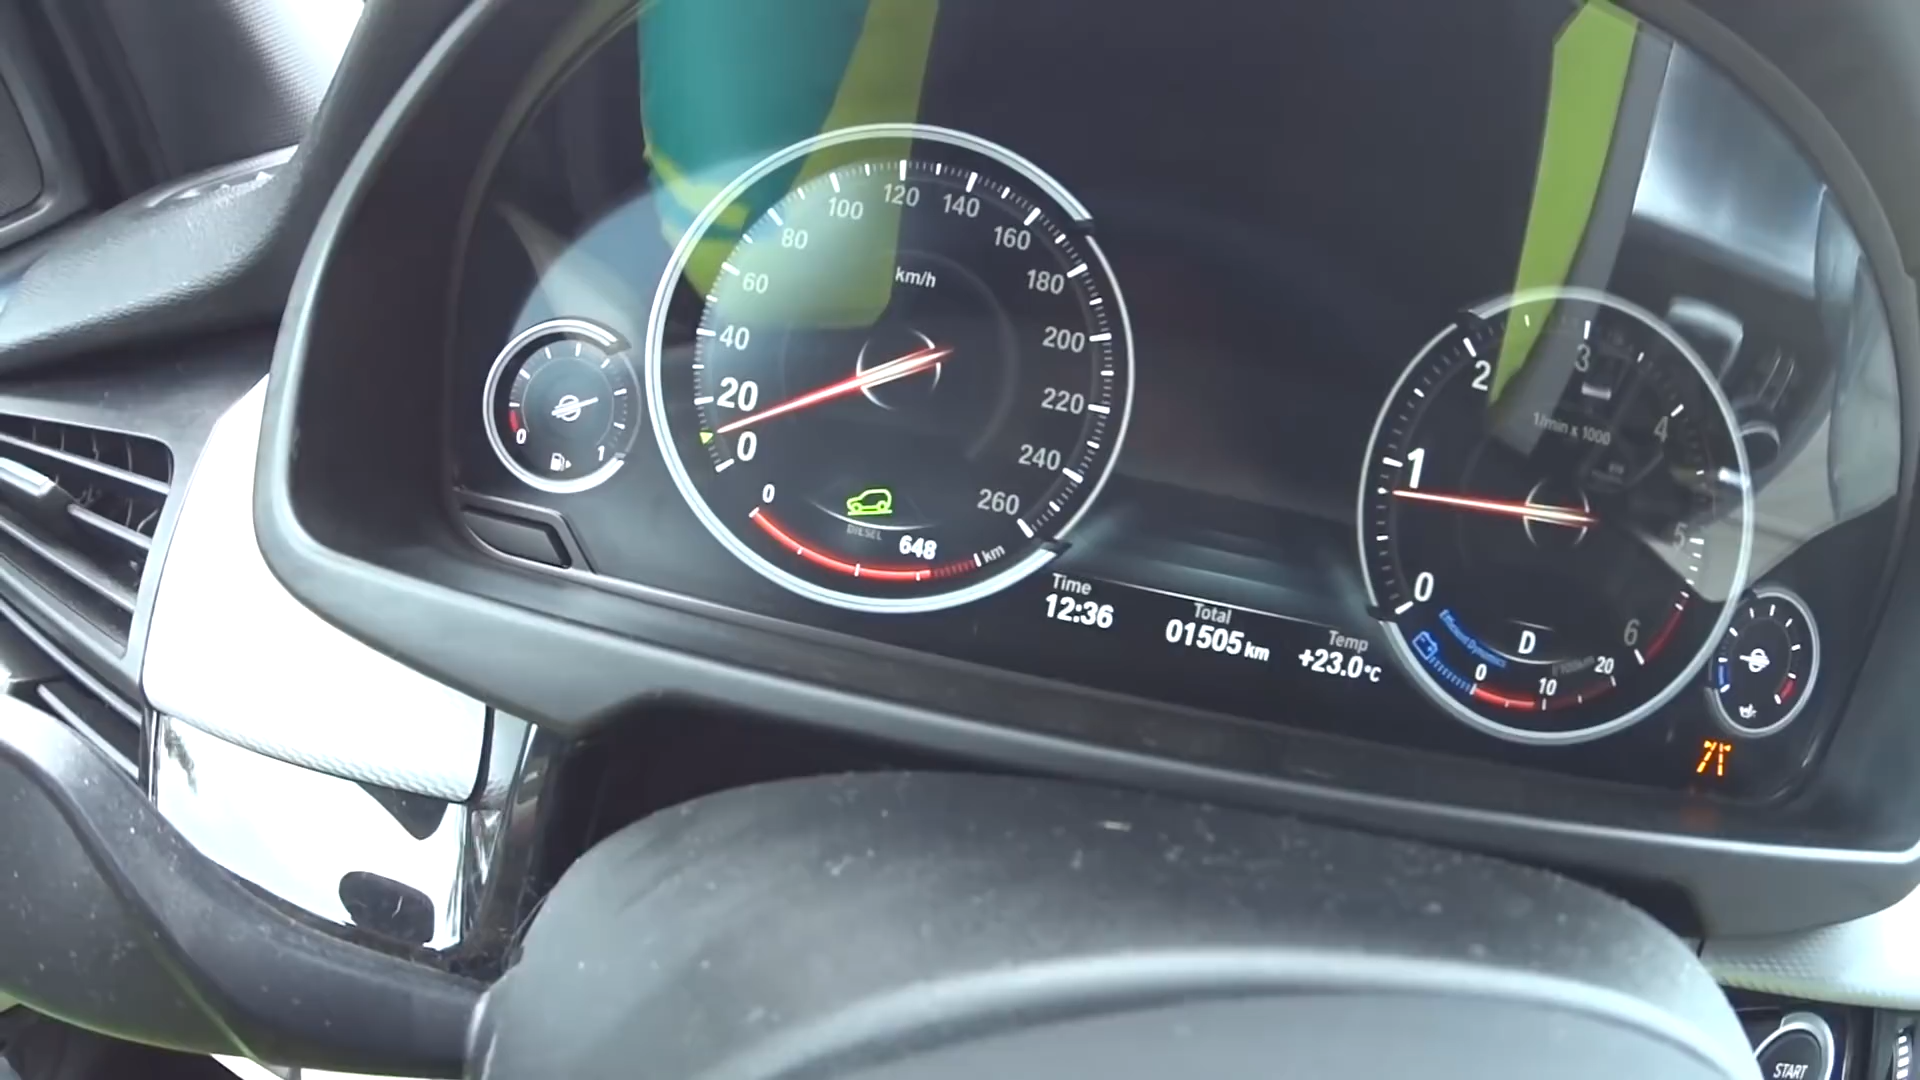 0
1
km/h
0
20
40
60
80
100
120
140
160
180
200
220
240
260
DIESEL
0
648
km
Time
12:36
Total
01505 km
Temp
+23.0°C
1/min x 1000
0
1
2
3
4
5
6
D
Efficient Dynamics
0
10
20
START